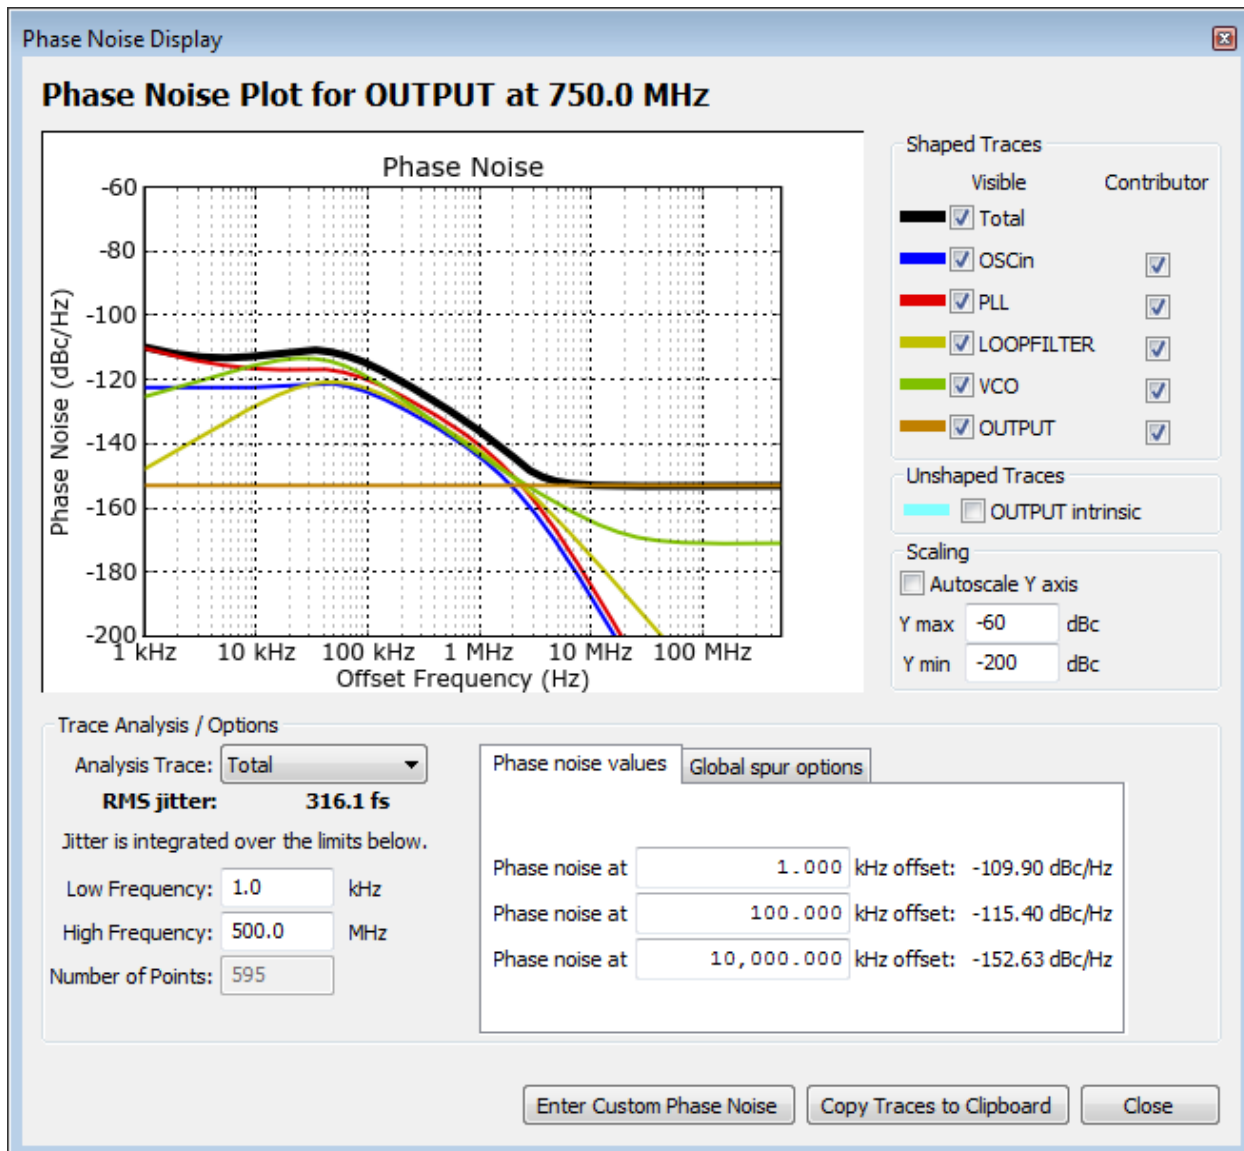 Phase Noise Display
Phase Noise Plot for OUTPUT at 750.0 MHz
Phase Noise
Phase Noise (dBc/Hz)
-60
-80
-100
-120
-140
-160
-180
-200
1 kHz 10 kHz 100 kHz 1 MHz 10 MHz 100 MHz
Offset Frequency (Hz)
Shaped Traces
Visible Contributor
Total
OSCin
PLL
LOOPFILTER
VCO
OUTPUT
Unshaped Traces
OUTPUT intrinsic
Scaling
Autoscale Y axis
Y max -60 dBc
Y min -200 dBc
Trace Analysis / Options
Analysis Trace: Total
RMS jitter: 316.1 fs
Jitter is integrated over the limits below.
Low Frequency: 1.0 kHz
High Frequency: 500.0 MHz
Number of Points: 595
Phase noise values Global spur options
Phase noise at 1.000 kHz offset: -109.90 dBc/Hz
Phase noise at 100.000 kHz offset: -115.40 dBc/Hz
Phase noise at 10,000.000 kHz offset: -152.63 dBc/Hz
Enter Custom Phase Noise Copy Traces to Clipboard Close